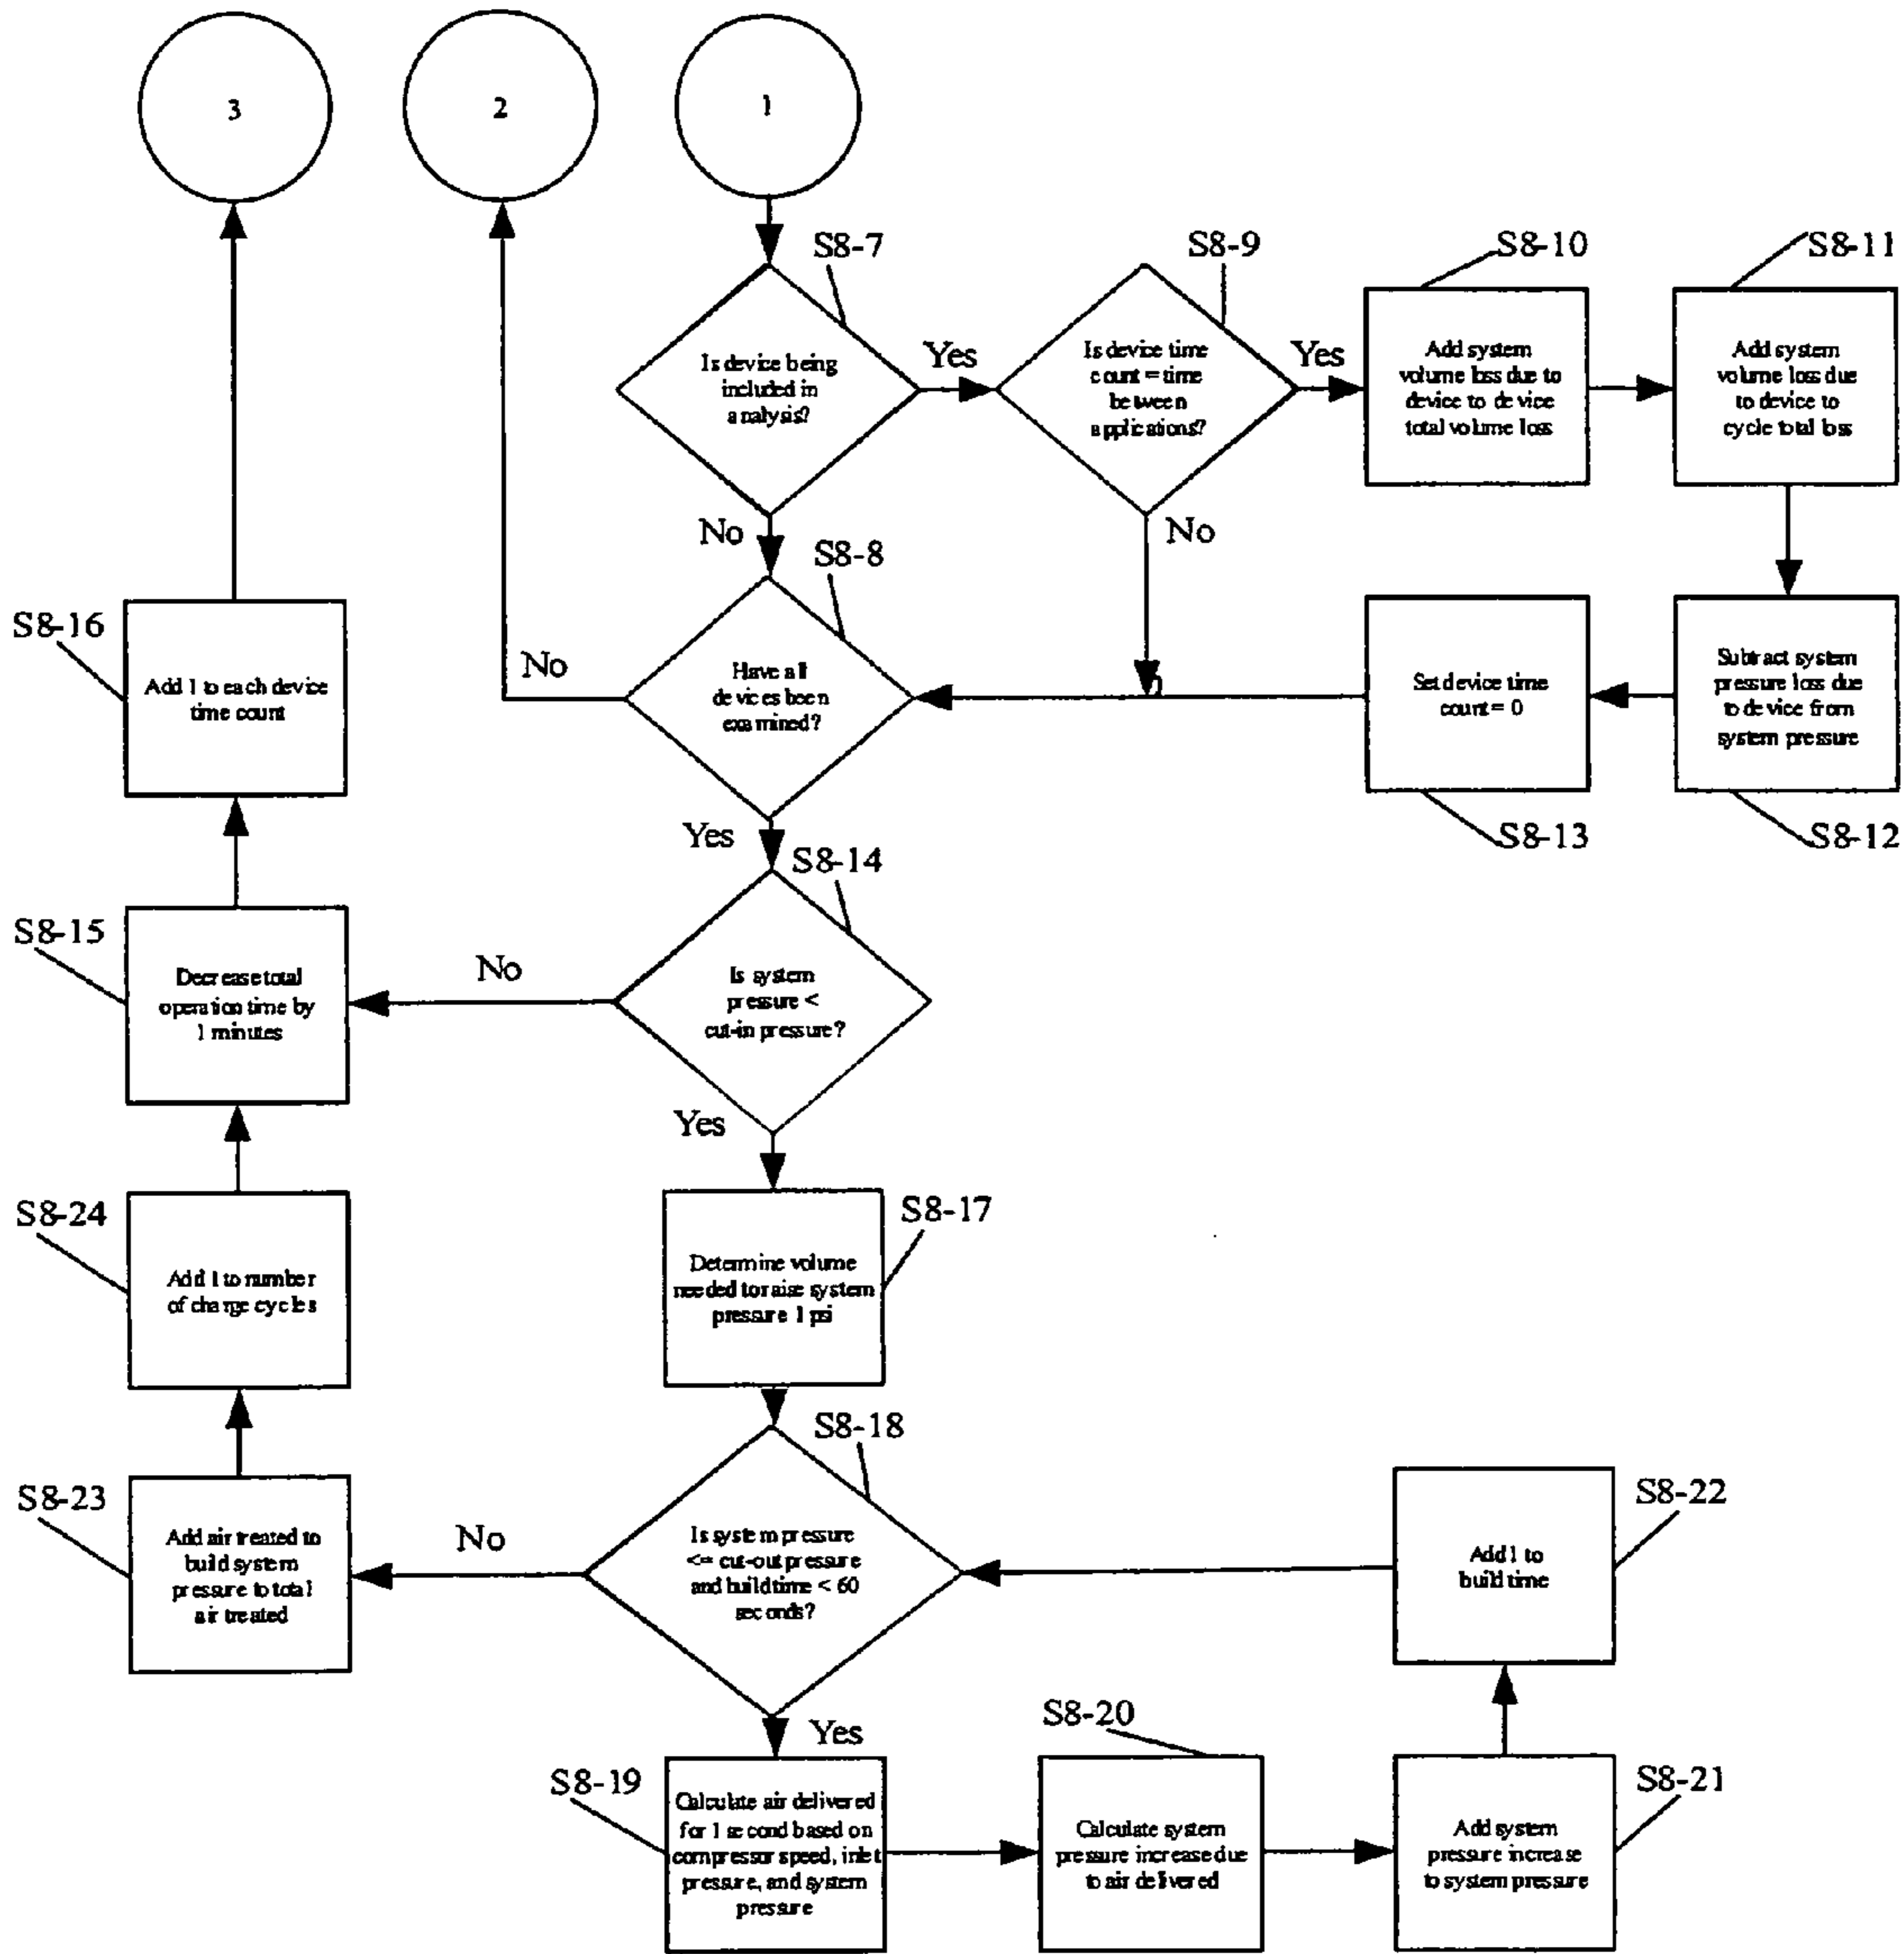 3
2
1
S8-7
S8-9
S8-10
S8-11
Is device being
included in
analysis?
Yes
Is device time
count = time
between
applications?
Yes
Add system
volume loss due to
device to device
total volume loss
Add system
volume loss due
to device to
cycle total loss
No
No
S8-8
S8-16
Add 1 to each device
time count
No
Have all
devices been
examined?
Set device time
count = 0
Subtract system
pressure loss due
to device from
system pressure
Yes
S8-13
S8-12
S8-14
S8-15
Decrease total
operation time by
1 minutes
No
Is system
pressure <
cut-in pressure?
Yes
S8-24
Add 1 to number
of charge cycles
S8-17
Determine volume
needed to raise system
pressure 1 psi
S8-18
S8-23
Add air treated to
build system
pressure to total
air treated
No
Is system pressure
<= cut-out pressure
and build time < 60
seconds?
S8-22
Add 1 to
build time
Yes
S8-20
S8-19
Calculate air delivered
for 1 second based on
compressor speed, inlet
pressure, and system
pressure
Calculate system
pressure increase due
to air delivered
Add system
pressure increase
to system pressure
S8-21